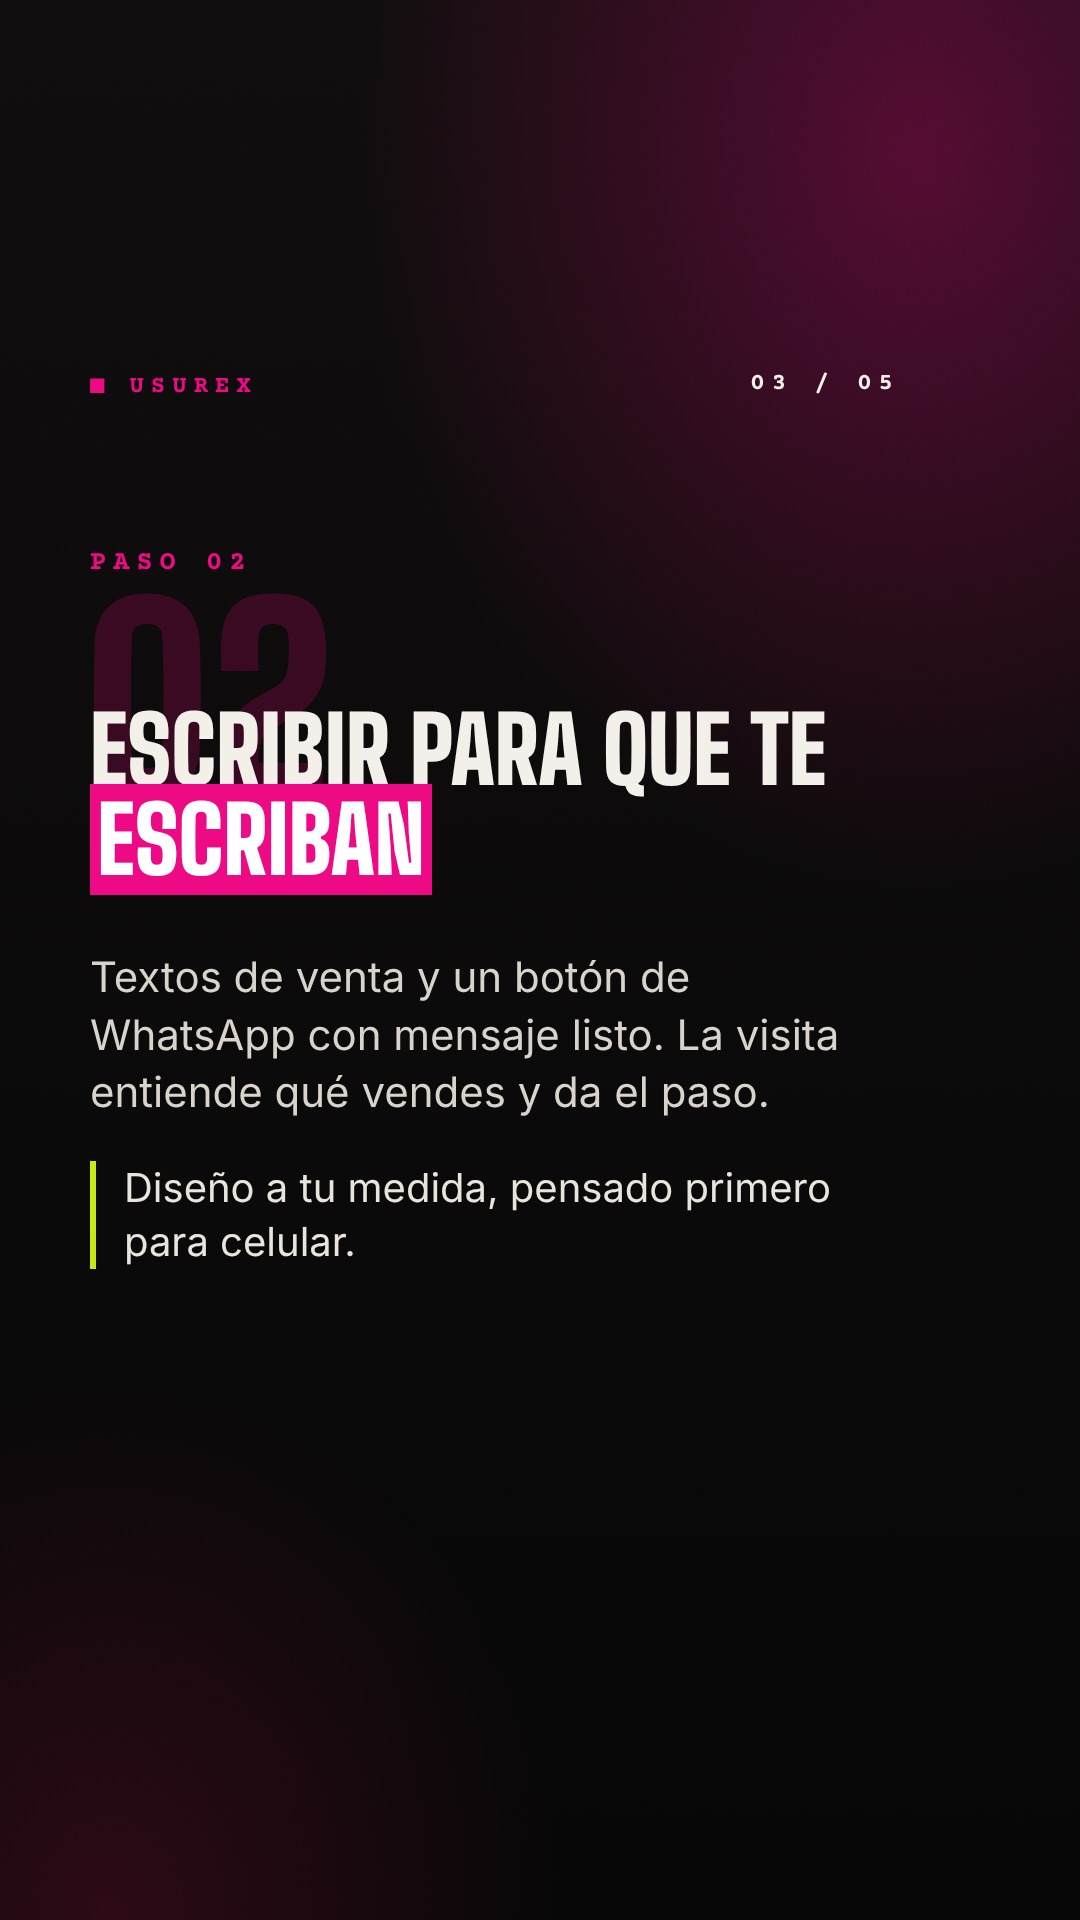 USUREX
03 / 05
PASO 02
02
ESCRIBIR PARA QUE TE
ESCRIBAN
Textos de venta y un botón de
WhatsApp con mensaje listo. La visita
entiende qué vendes y da el paso.
Diseño a tu medida, pensado primero
para celular.